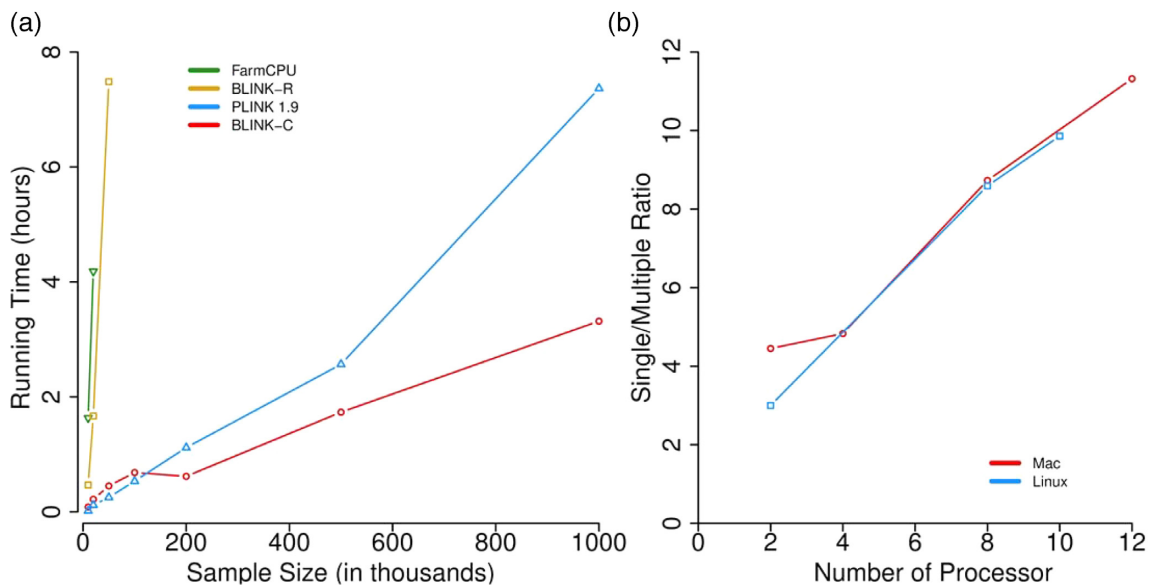 (a)
8
6
4
2
0
Running Time (hours)
FarmCPU
BLINK-R
PLINK 1.9
BLINK-C
0 200 400 600 800 1000
Sample Size (in thousands)
(b)
12
10
8
6
4
2
0
Single/Multiple Ratio
Mac
Linux
0 2 4 6 8 10 12
Number of Processor